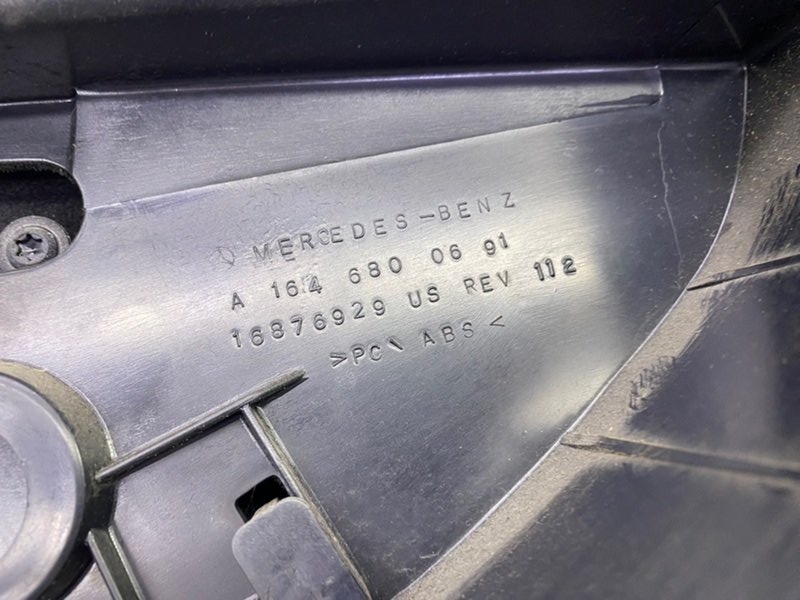 MERCEDES-BENZ
A 164 680 06 91
16876929 US REV 112
>PC\ABS<